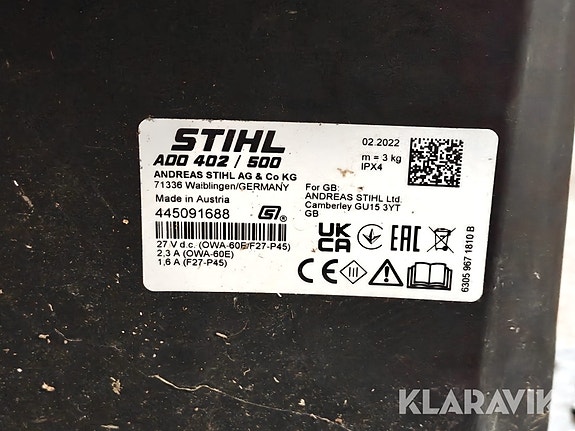 STIHL
ADO 402 / 500
ANDREAS STIHL AG & Co KG
71336 Waiblingen/GERMANY
Made in Austria
445091688
27 V d.c. (OWA-60E/F27-P45)
2,3 A (OWA-60E)
1,6 A (F27-P45)
02.2022
m = 3 kg
IPX4
For GB:
ANDREAS STIHL Ltd.
Camberley GU15 3YT
GB
UK CA
EAC
CE
6305 967 1810 B
KLARAVIK